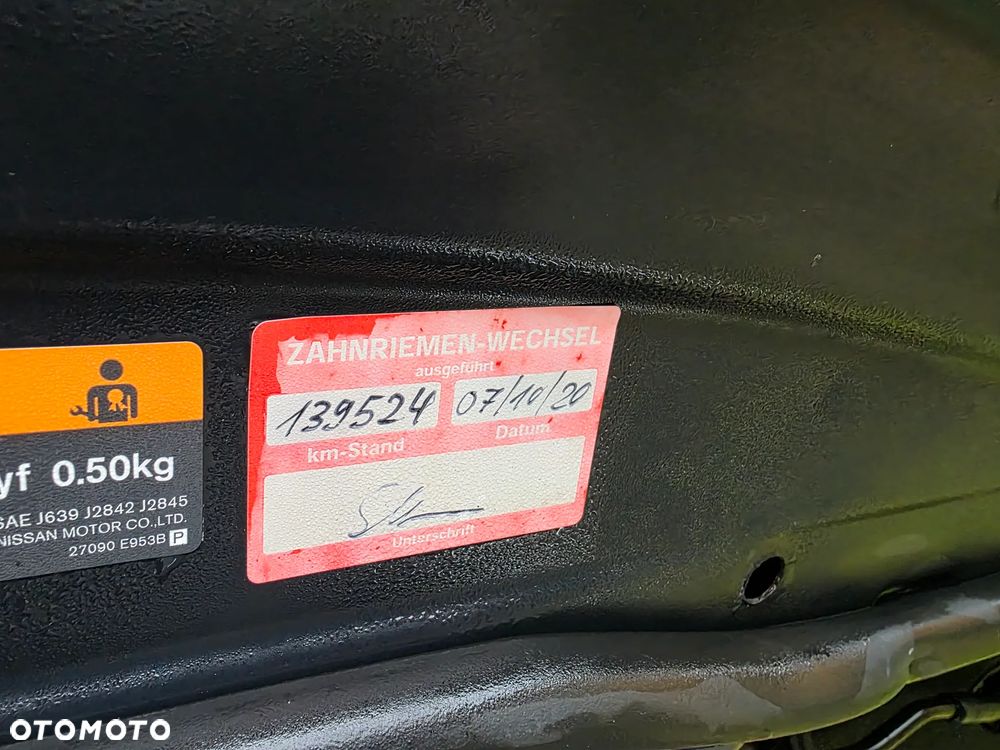 ZAHNRIEMEN-WECHSEL
ausgeführt
139524 07/10/20
km-Stand Datum
Unterschrift
yf 0.50kg
SAE J639 J2842 J2845
NISSAN MOTOR CO.,LTD.
27090 E953B P
OTOMOTO